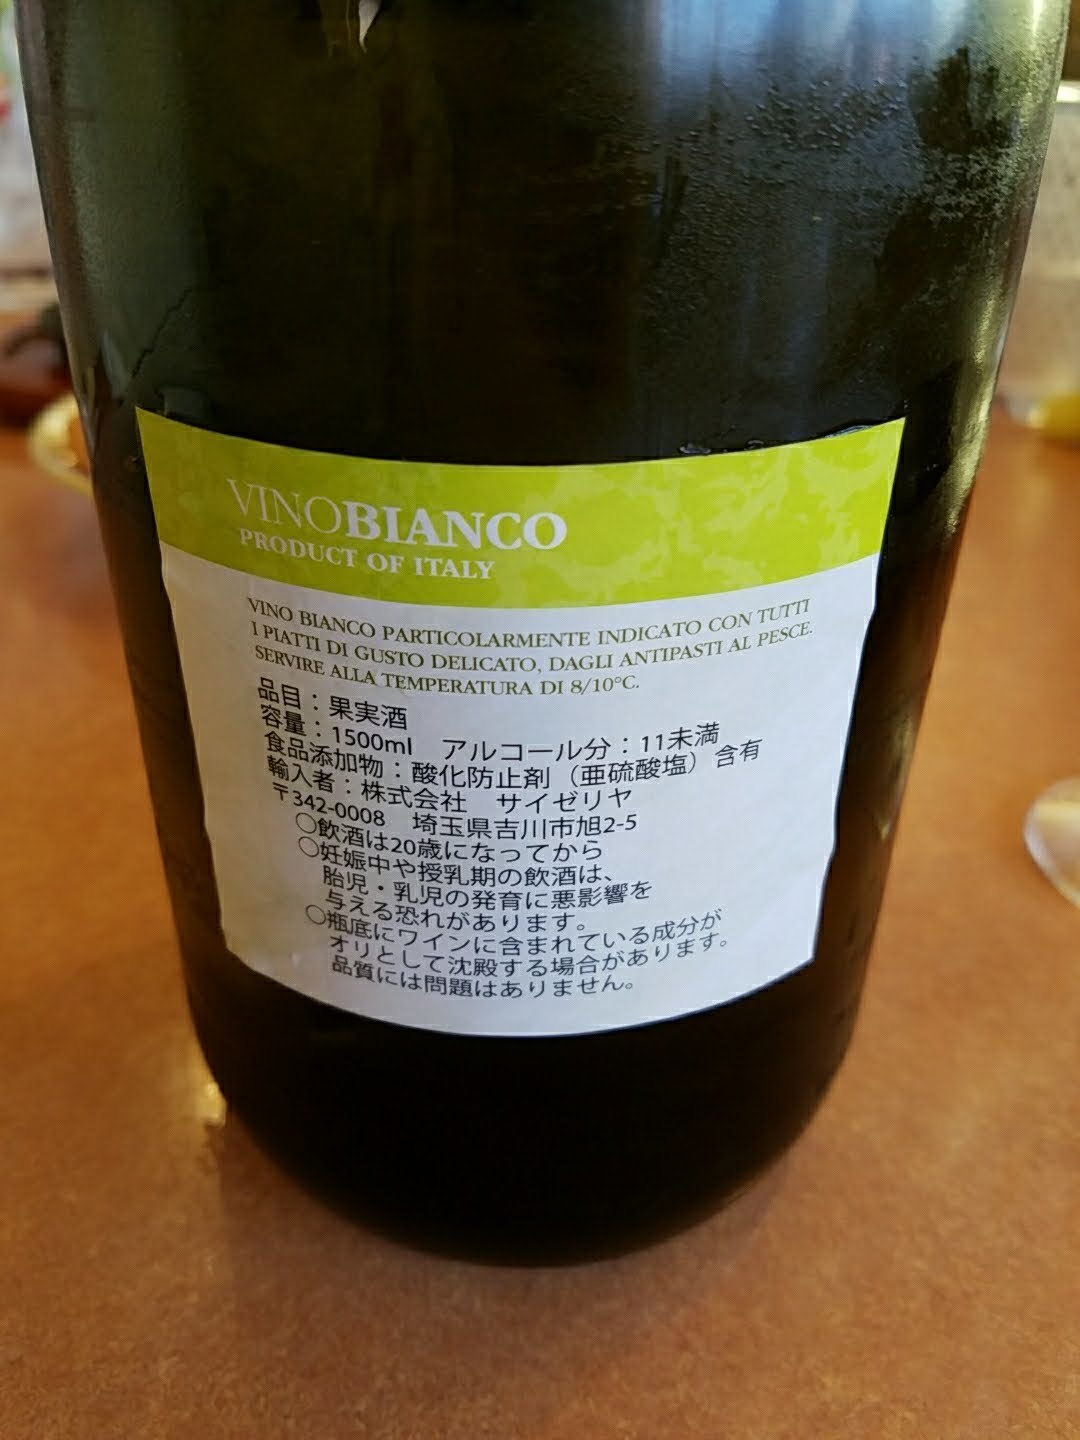 VINOBIANCO
PRODUCT OF ITALY
VINO BIANCO PARTICOLARMENTE INDICATO CON TUTTI
I PIATTI DI GUSTO DELICATO, DAGLI ANTIPASTI AL PESCE.
SERVIRE ALLA TEMPERATURA DI 8/10°C.
品目：果実酒
容量：1500ml　アルコール分：11未満
食品添加物：酸化防止剤（亜硫酸塩）含有
輸入者：株式会社　サイゼリヤ
〒342-0008　埼玉県吉川市旭2-5
○飲酒は20歳になってから
○妊娠中や授乳期の飲酒は、
胎児・乳児の発育に悪影響を
与える恐れがあります。
○瓶底にワインに含まれている成分が
オリとして沈殿する場合があります。
品質には問題はありません。